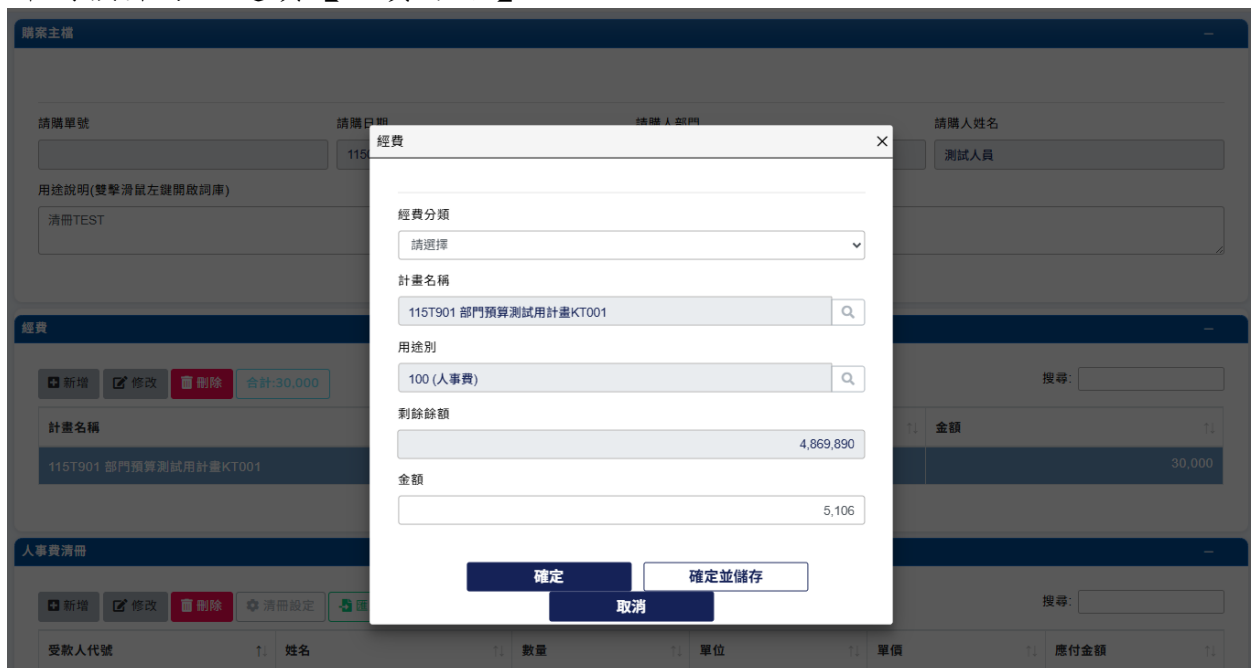 購案主檔
請購單號 請購日期 請購人部門 請購人姓名
115 測試人員
用途說明(雙擊滑鼠左鍵開啟詞庫)
清冊TEST
經費
經費分類
請選擇
計畫名稱
115T901 部門預算測試用計畫KT001
用途別
100 (人事費)
剩餘餘額
4,869,890
金額
5,106
確定 確定並儲存
取消
經費
新增 修改 刪除 合計:30,000 搜尋:
計畫名稱 金額
115T901 部門預算測試用計畫KT001 30,000
人事費清冊
新增 修改 刪除 清冊設定 匯 搜尋:
受款人代號 姓名 數量 單位 單價 應付金額